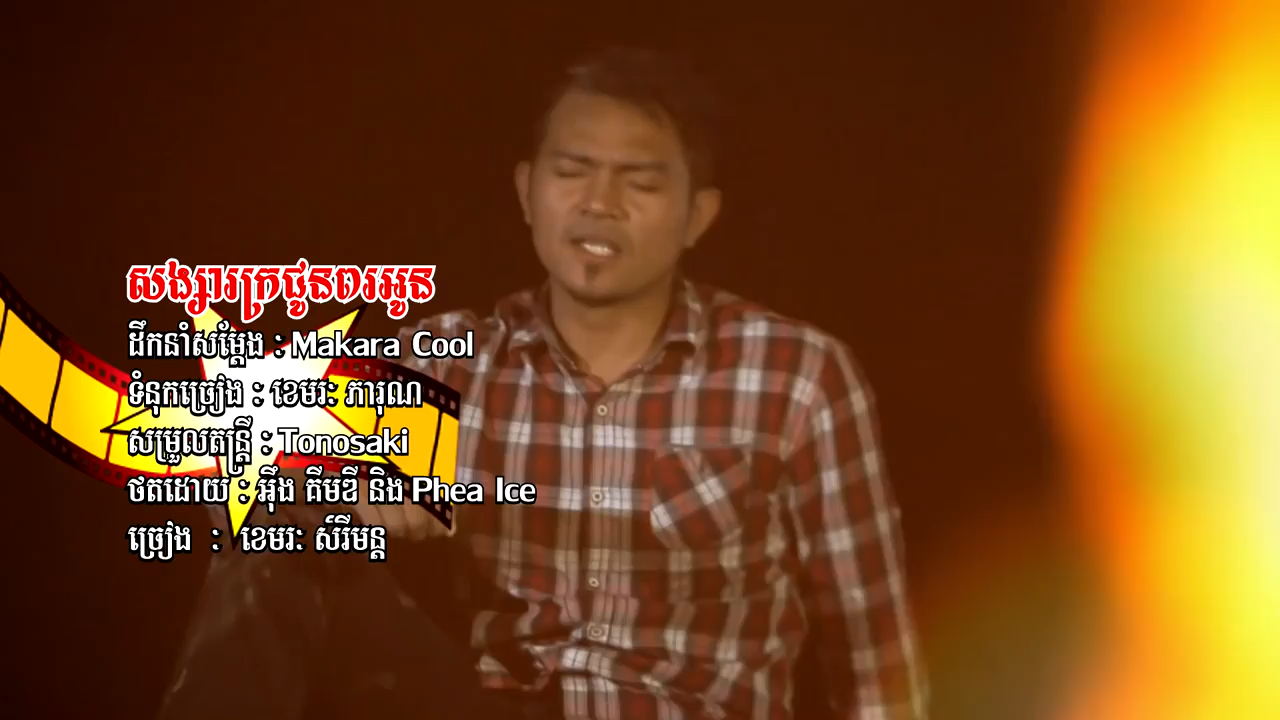 សង្សារក្រជូនពរអូន
ដឹកនាំសម្ដែង : Makara Cool
ទំនុកច្រៀង : ខេមរៈ ភារុណ
សម្រួលតន្ត្រី : Tonosaki
ថតដោយ : អ៊ឹង គីមឌី និង Phea Ice
ច្រៀង : ខេមរៈ ស៍រីមន្ត